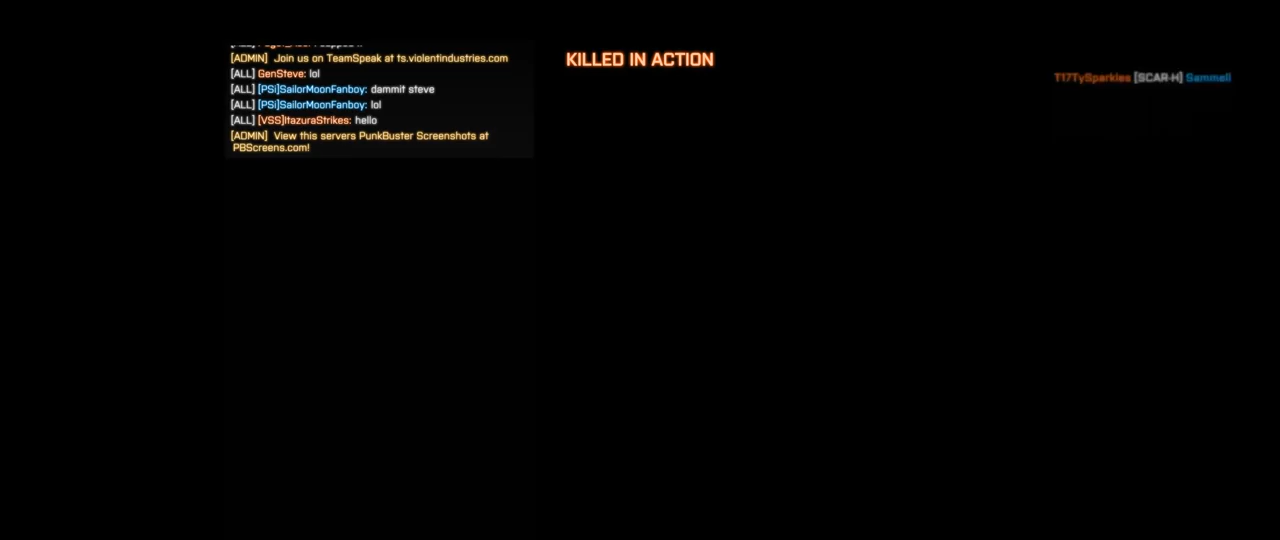 [ADMIN] Join us on TeamSpeak at ts.violentindustries.com
[ALL] GenSteve: lol
[ALL] [PSi]SailorMoonFanboy: dammit steve
[ALL] [PSi]SailorMoonFanboy: lol
[ALL] [VSS]ItazuraStrikes: hello
[ADMIN] View this servers PunkBuster Screenshots at
PBScreens.com!
KILLED IN ACTION
T17TySparkles [SCAR-H] Sammell